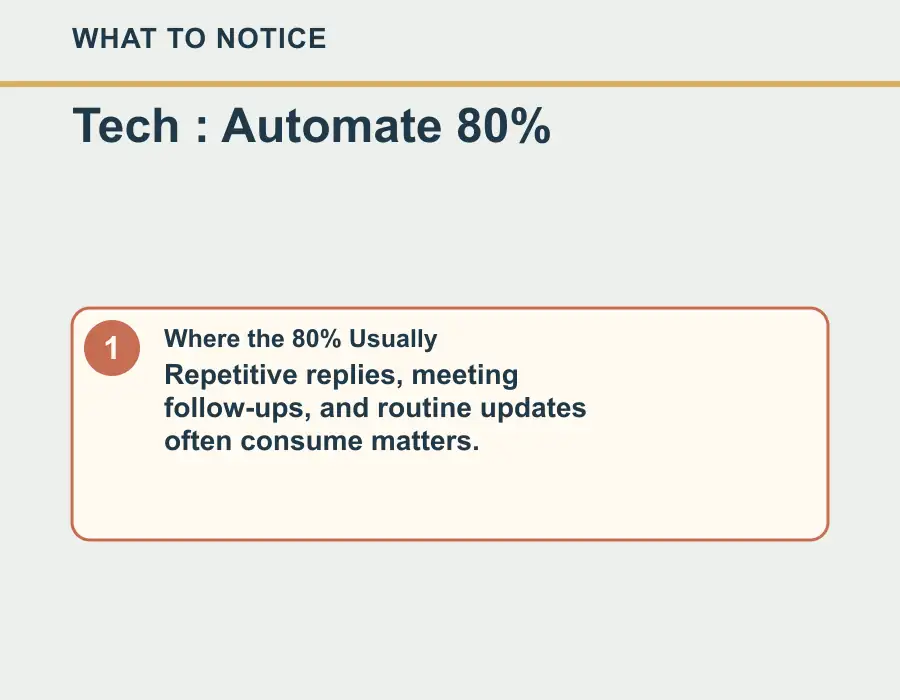 WHAT TO NOTICE
Tech : Automate 80%
1
Where the 80% Usually
Repetitive replies, meeting
follow-ups, and routine updates
often consume matters.